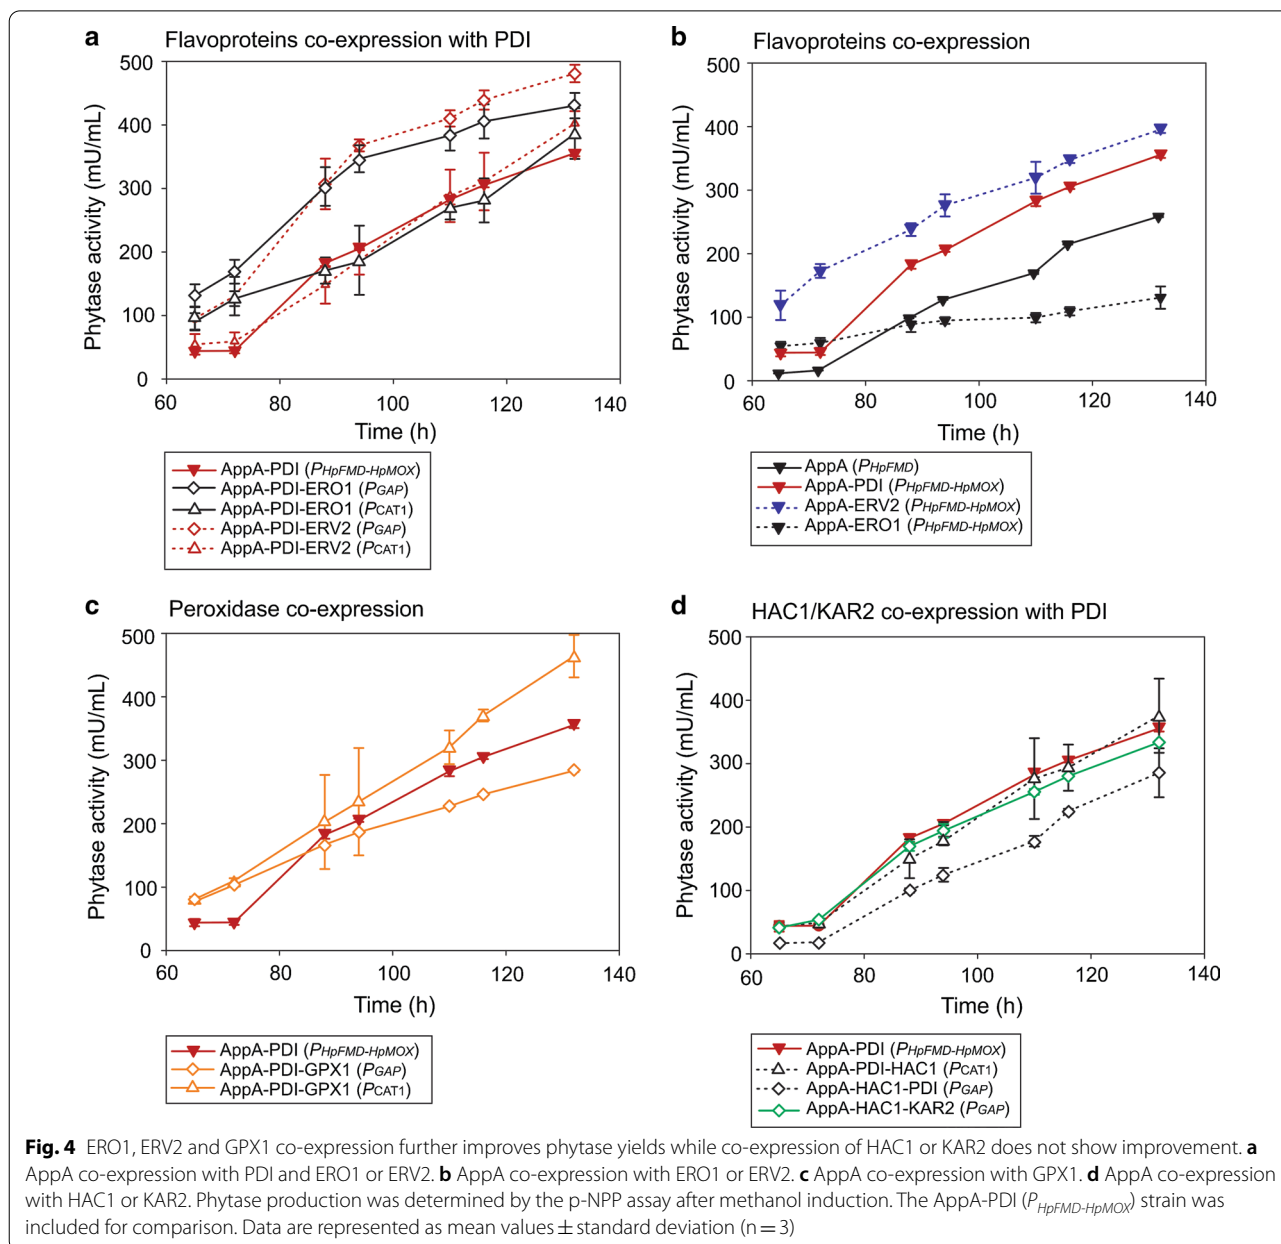 a Flavoproteins co-expression with PDI
500
400
300
200
100
0
Phytase activity (mU/mL)
60 80 100 120 140
Time (h)
AppA-PDI (PHpFMD-HpMOX)
AppA-PDI-ERO1 (PGAP)
AppA-PDI-ERO1 (PCAT1)
AppA-PDI-ERV2 (PGAP)
AppA-PDI-ERV2 (PCAT1)
b Flavoproteins co-expression
500
400
300
200
100
0
Phytase activity (mU/mL)
60 80 100 120 140
Time (h)
AppA (PHpFMD)
AppA-PDI (PHpFMD-HpMOX)
AppA-ERV2 (PHpFMD-HpMOX)
AppA-ERO1 (PHpFMD-HpMOX)
c Peroxidase co-expression
500
400
300
200
100
0
Phytase activity (mU/mL)
60 80 100 120 140
Time (h)
AppA-PDI (PHpFMD-HpMOX)
AppA-PDI-GPX1 (PGAP)
AppA-PDI-GPX1 (PCAT1)
d HAC1/KAR2 co-expression with PDI
500
400
300
200
100
0
Phytase activity (mU/mL)
60 80 100 120 140
Time (h)
AppA-PDI (PHpFMD-HpMOX)
AppA-PDI-HAC1 (PCAT1)
AppA-HAC1-PDI (PGAP)
AppA-HAC1-KAR2 (PGAP)
Fig. 4 ERO1, ERV2 and GPX1 co-expression further improves phytase yields while co-expression of HAC1 or KAR2 does not show improvement. a
AppA co-expression with PDI and ERO1 or ERV2. b AppA co-expression with ERO1 or ERV2. c AppA co-expression with GPX1. d AppA co-expression
with HAC1 or KAR2. Phytase production was determined by the p-NPP assay after methanol induction. The AppA-PDI (PHpFMD-HpMOX) strain was
included for comparison. Data are represented as mean values ± standard deviation (n = 3)